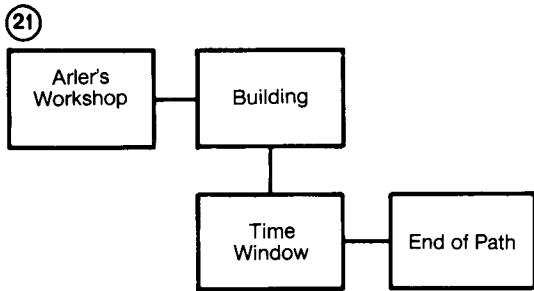 21
Arler's
Workshop
Building
Time
Window
End of Path